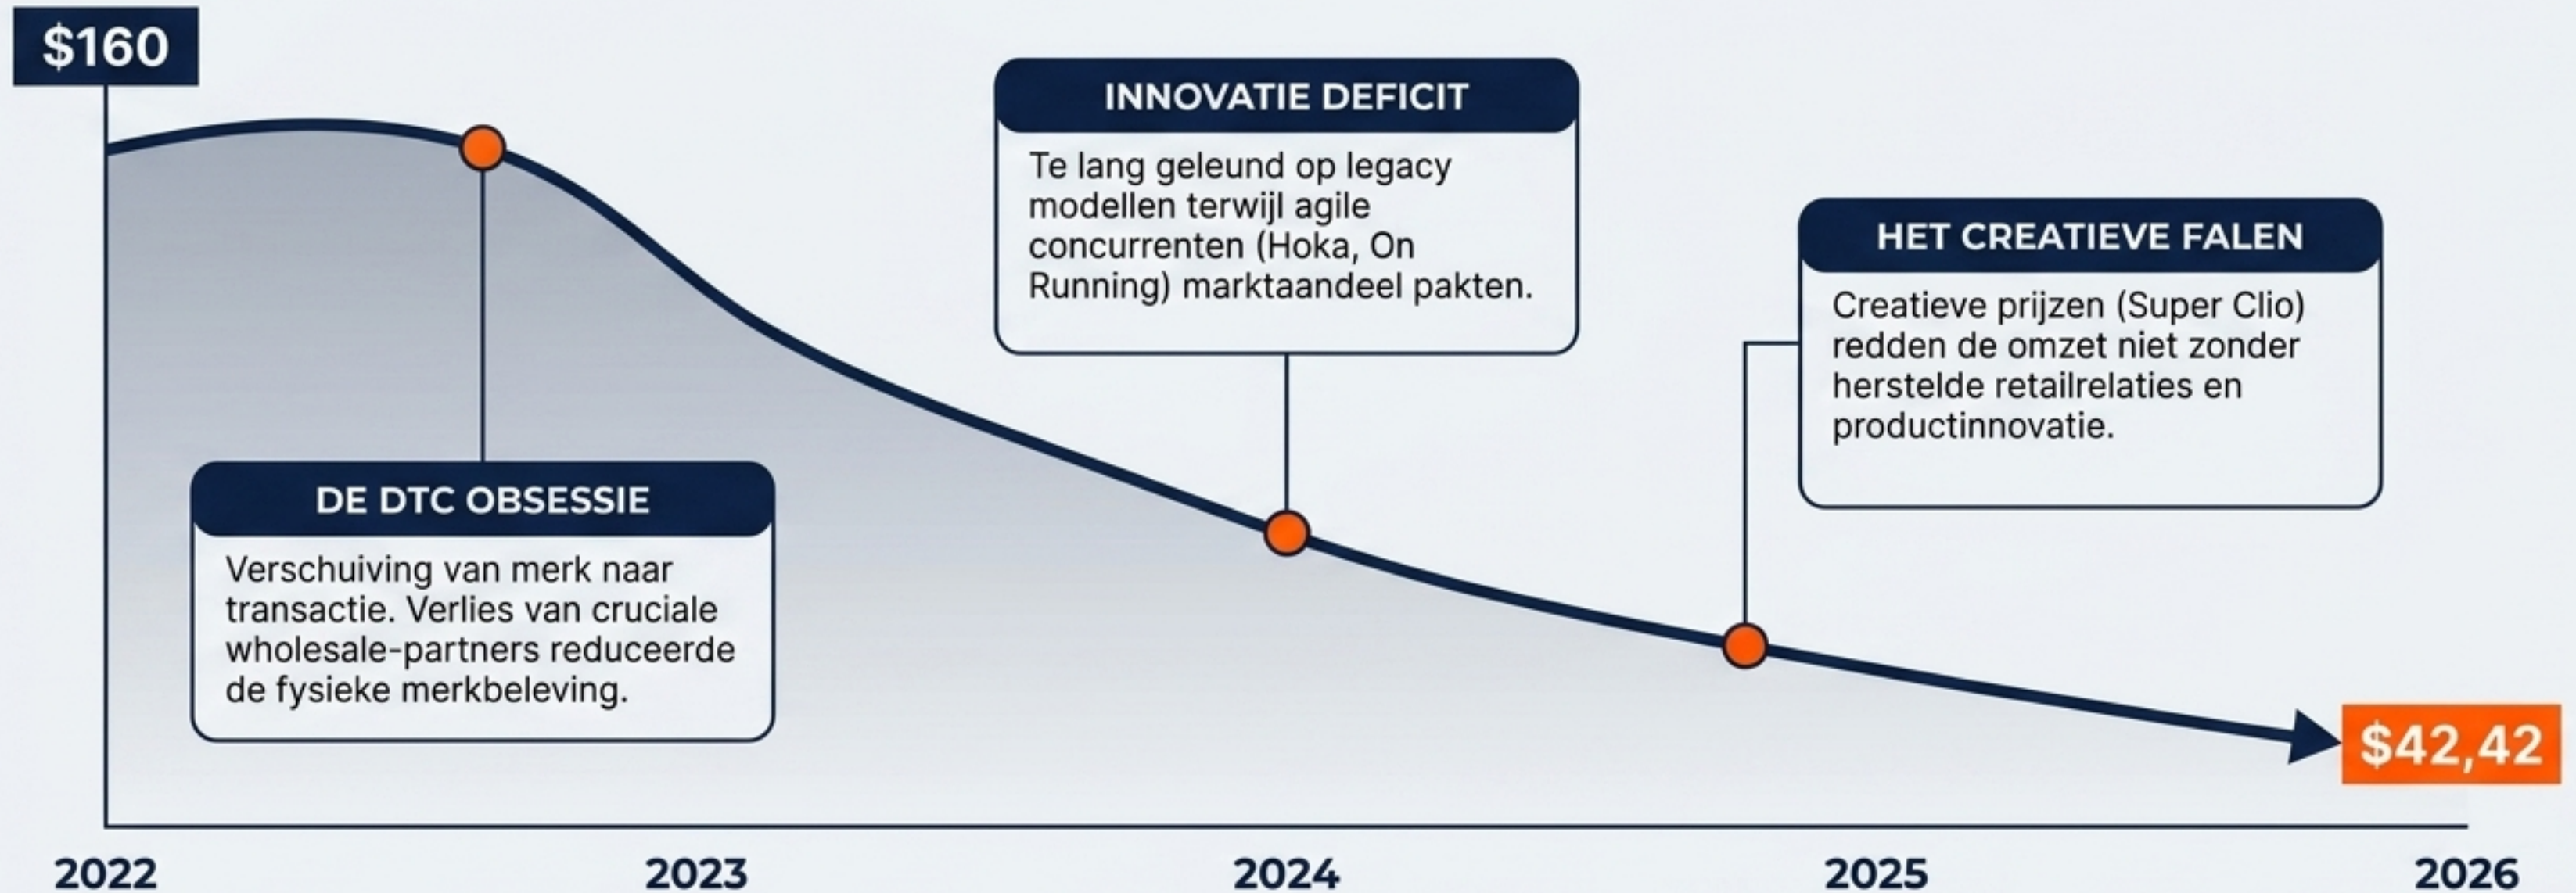 $160
DE DTC OBSESSIE
Verschuiving van merk naar
transactie. Verlies van cruciale
wholesale-partners reduceerde
de fysieke merkbeleving.
INNOVATIE DEFICIT
Te lang geleund op legacy
modellen terwijl agile
concurrenten (Hoka, On
Running) marktaandeel pakten.
HET CREATIEVE FALEN
Creatieve prijzen (Super Clio)
redden de omzet niet zonder
herstelde retailrelaties en
productinnovatie.
$42,42
2022
2023
2024
2025
2026